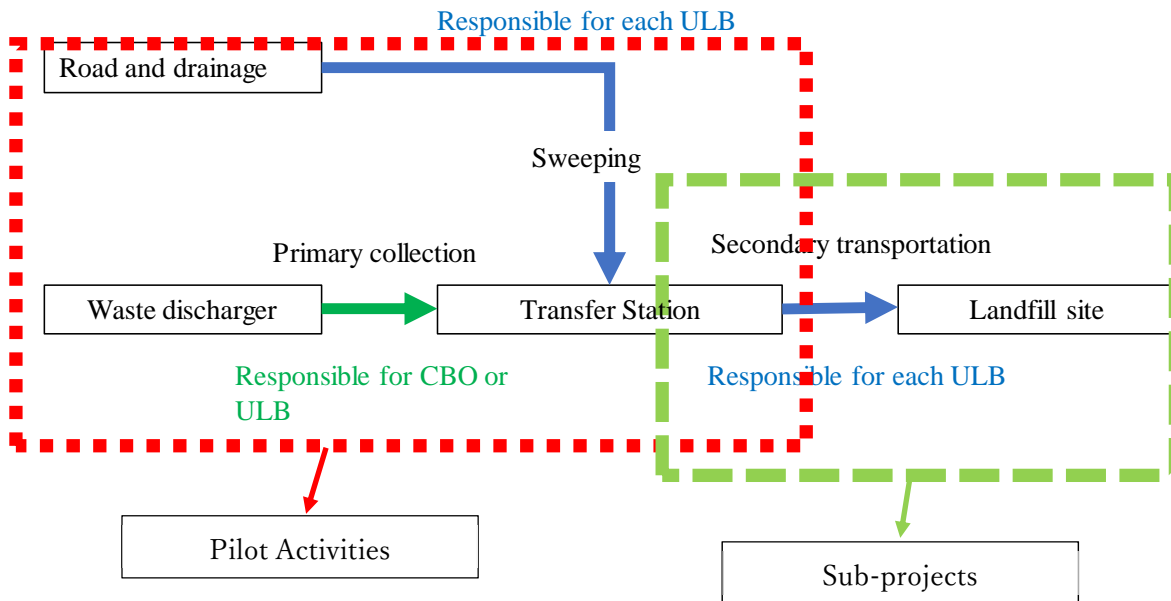 Responsible for each ULB
Road and drainage
Sweeping
Primary collection
Secondary transportation
Waste discharger
Transfer Station
Landfill site
Responsible for CBO or
ULB
Responsible for each ULB
Pilot Activities
Sub-projects